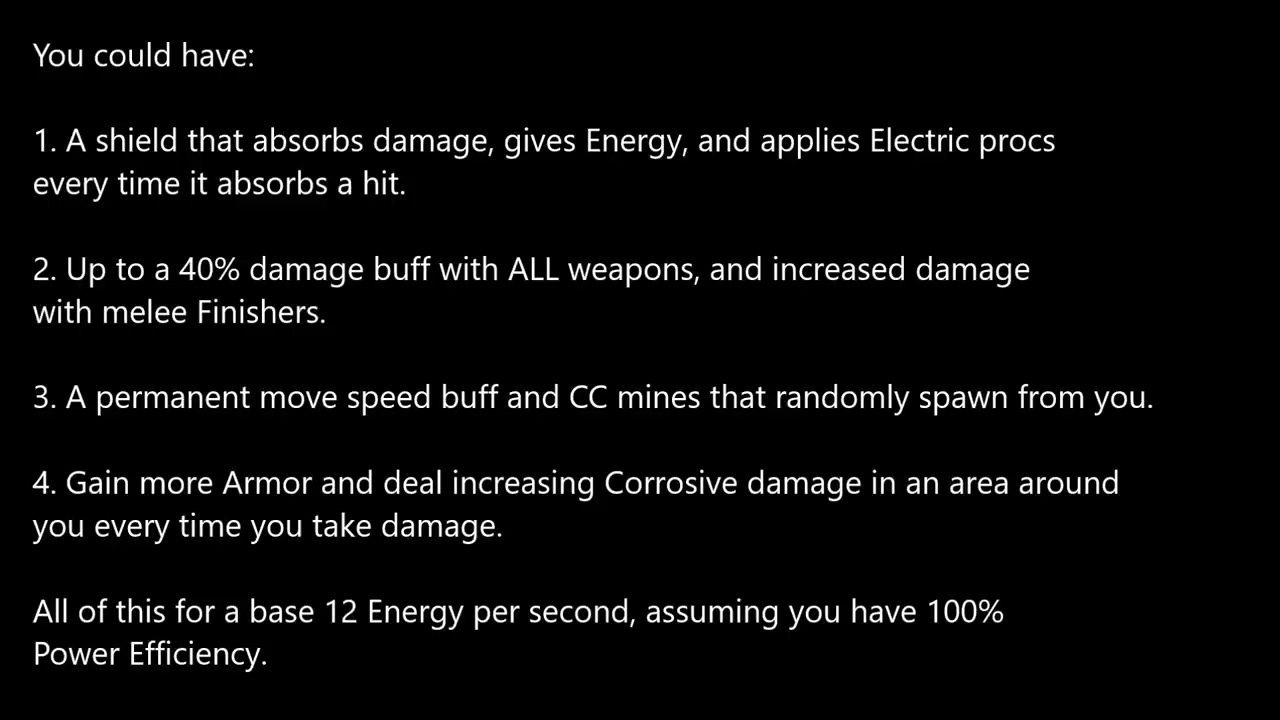 You could have:
1. A shield that absorbs damage, gives Energy, and applies Electric procs
every time it absorbs a hit.
2. Up to a 40% damage buff with ALL weapons, and increased damage
with melee Finishers.
3. A permanent move speed buff and CC mines that randomly spawn from you.
4. Gain more Armor and deal increasing Corrosive damage in an area around
you every time you take damage.
All of this for a base 12 Energy per second, assuming you have 100%
Power Efficiency.